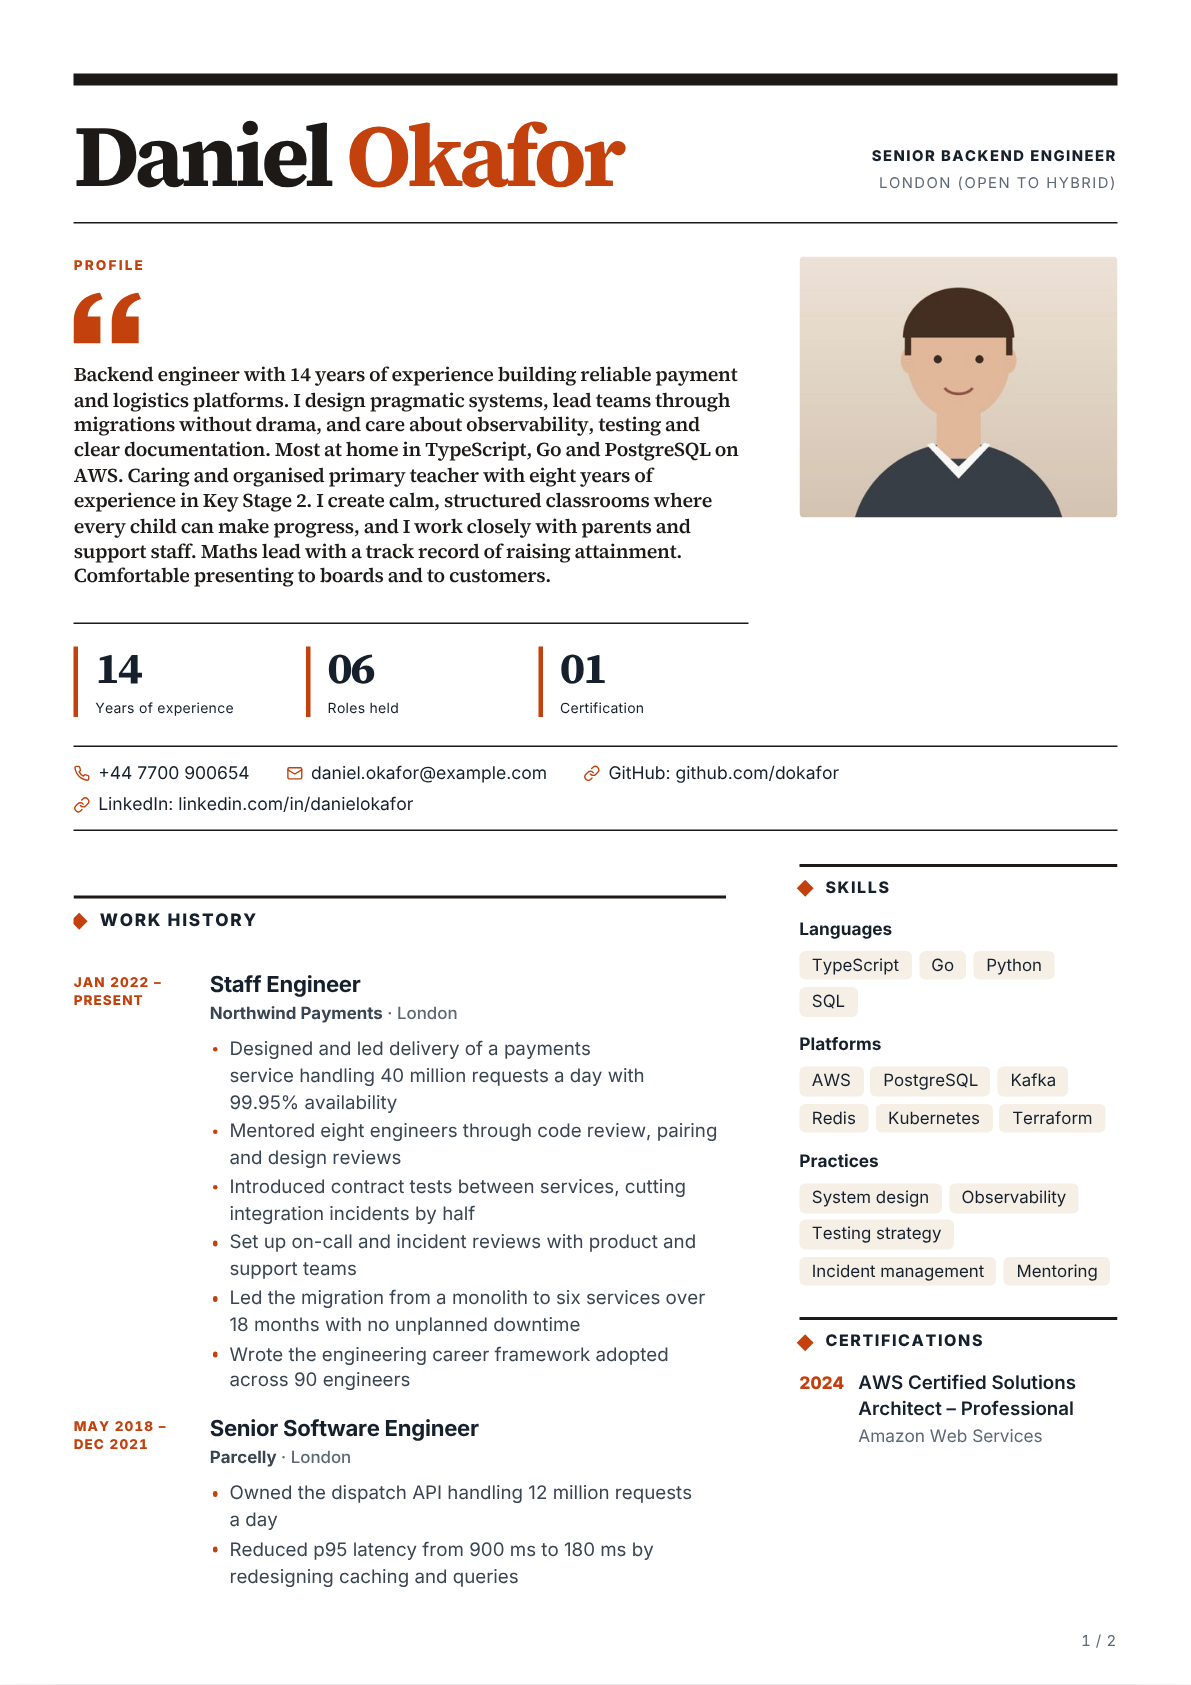 Daniel Okafor
SENIOR BACKEND ENGINEER
LONDON (OPEN TO HYBRID)
PROFILE
“
Backend engineer with 14 years of experience building reliable payment
and logistics platforms. I design pragmatic systems, lead teams through
migrations without drama, and care about observability, testing and
clear documentation. Most at home in TypeScript, Go and PostgreSQL on
AWS. Caring and organised primary teacher with eight years of
experience in Key Stage 2. I create calm, structured classrooms where
every child can make progress, and I work closely with parents and
support staff. Maths lead with a track record of raising attainment.
Comfortable presenting to boards and to customers.
14
Years of experience
06
Roles held
01
Certification
+44 7700 900654
daniel.okafor@example.com
GitHub: github.com/dokafor
LinkedIn: linkedin.com/in/danielokafor
WORK HISTORY
JAN 2022 –
PRESENT
Staff Engineer
Northwind Payments · London
• Designed and led delivery of a payments
service handling 40 million requests a day with
99.95% availability
• Mentored eight engineers through code review, pairing
and design reviews
• Introduced contract tests between services, cutting
integration incidents by half
• Set up on-call and incident reviews with product and
support teams
• Led the migration from a monolith to six services over
18 months with no unplanned downtime
• Wrote the engineering career framework adopted
across 90 engineers
MAY 2018 –
DEC 2021
Senior Software Engineer
Parcelly · London
• Owned the dispatch API handling 12 million requests
a day
• Reduced p95 latency from 900 ms to 180 ms by
redesigning caching and queries
SKILLS
Languages
TypeScript Go Python
SQL
Platforms
AWS PostgreSQL Kafka
Redis Kubernetes Terraform
Practices
System design Observability
Testing strategy
Incident management Mentoring
CERTIFICATIONS
2024 AWS Certified Solutions
Architect – Professional
Amazon Web Services
1 / 2